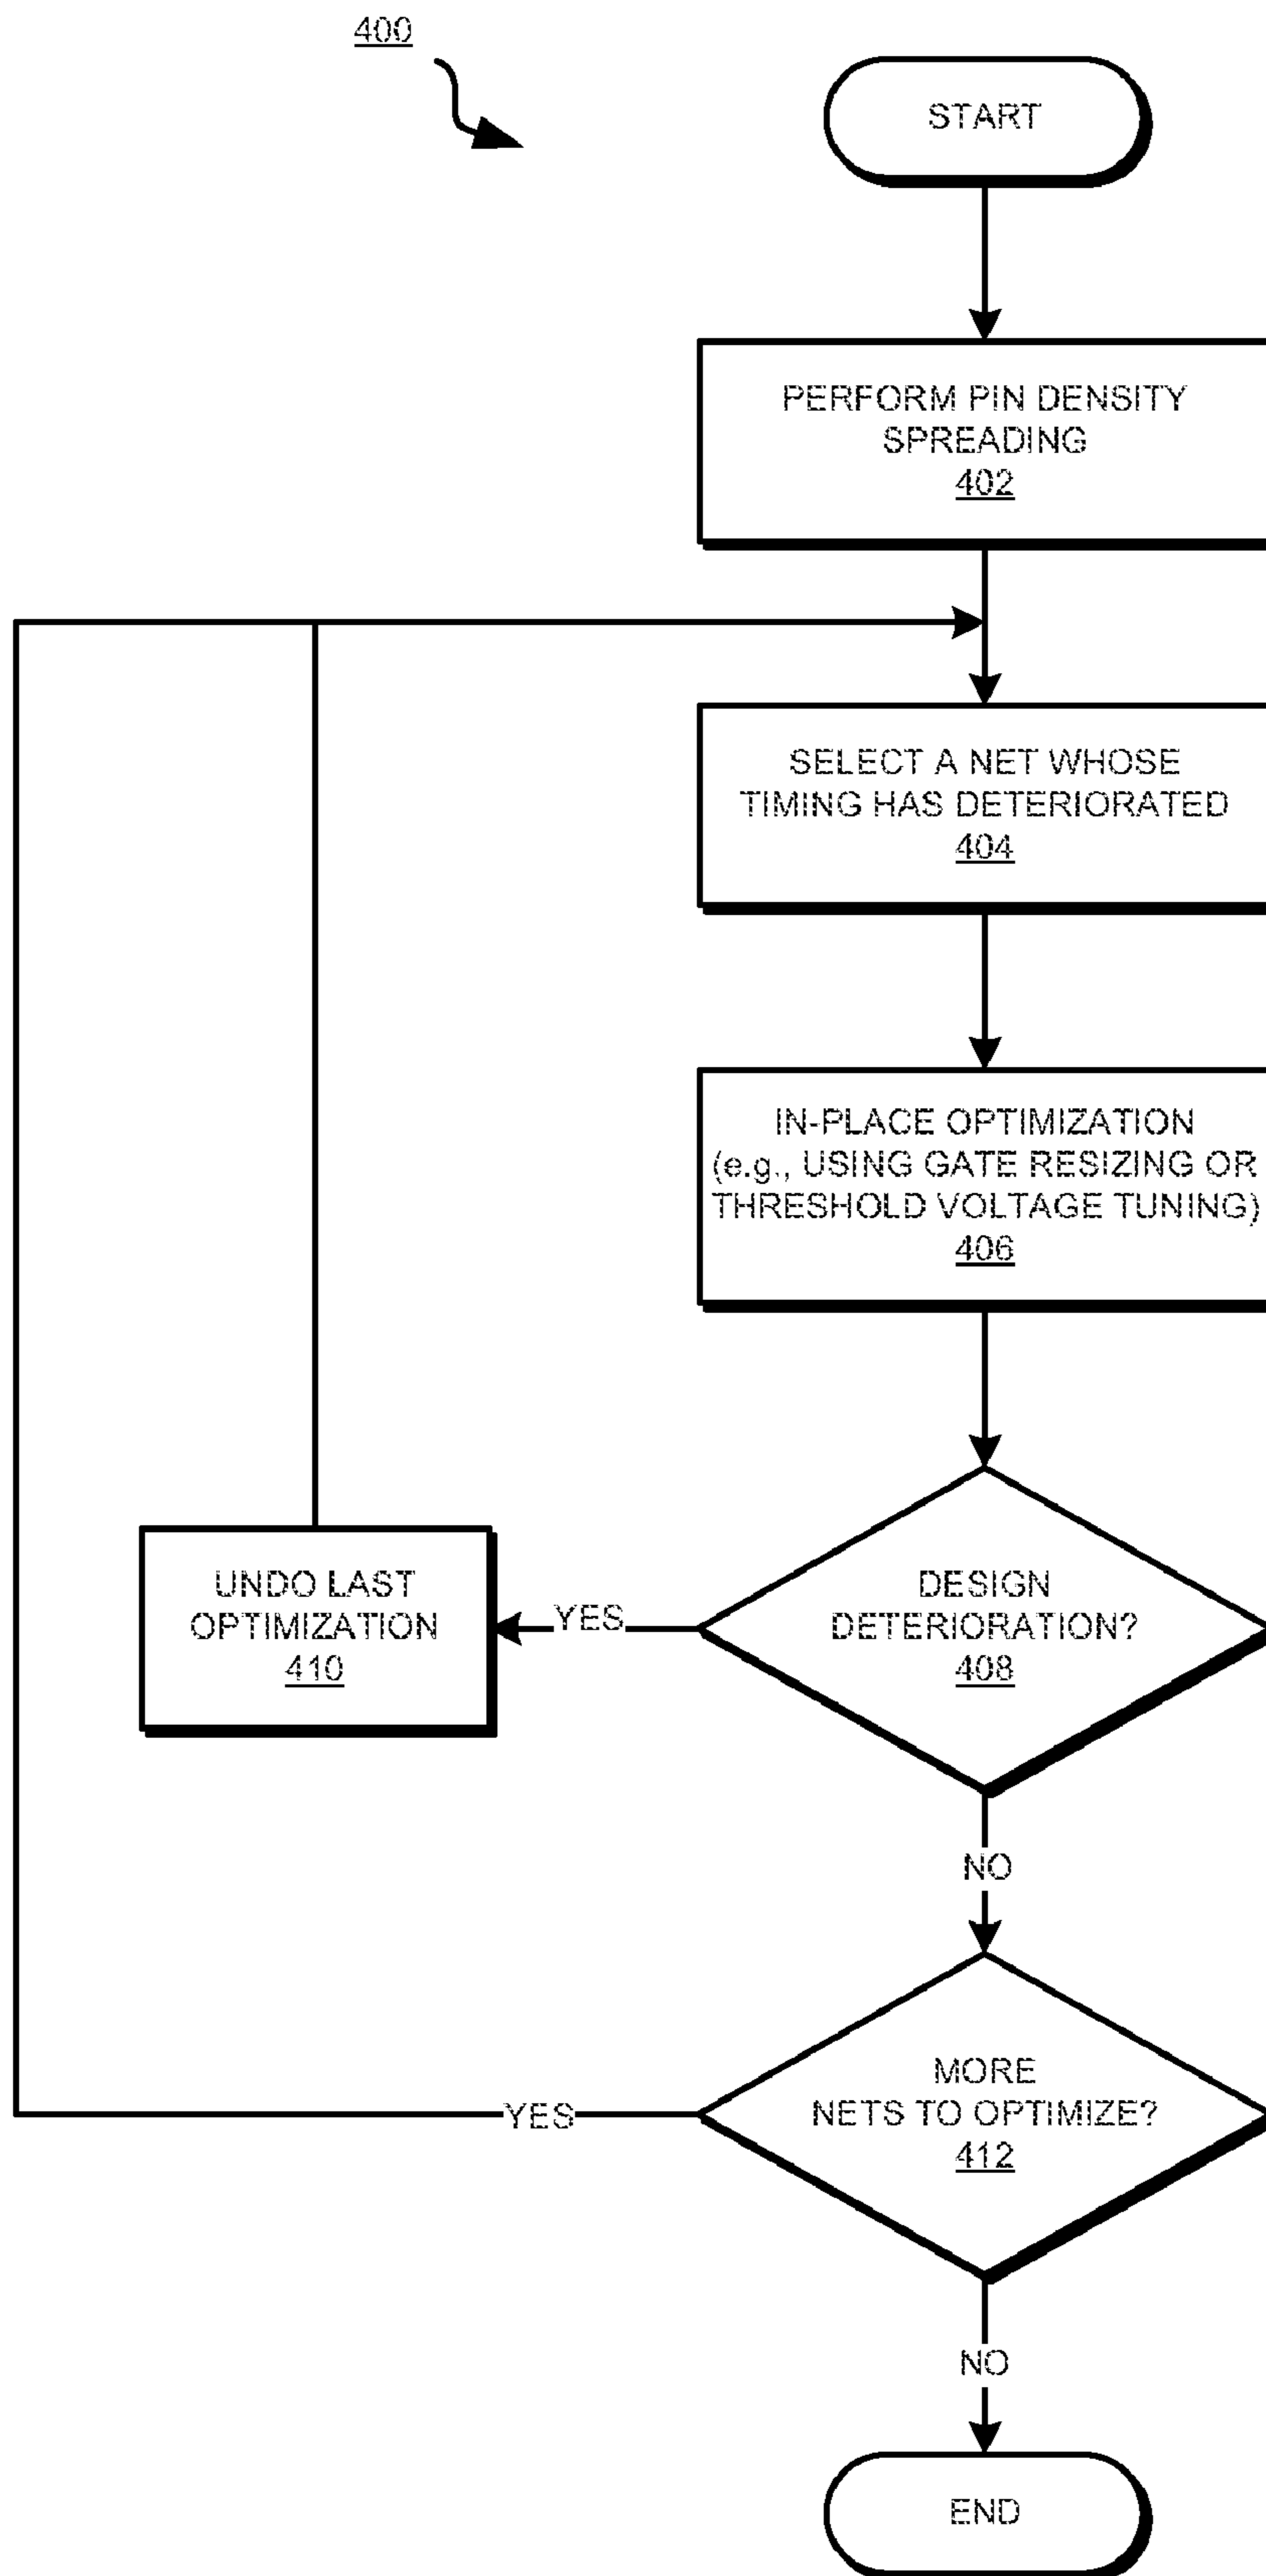 400
START
PERFORM PIN DENSITY
SPREADING
402
SELECT A NET WHOSE
TIMING HAS DETERIORATED
404
IN-PLACE OPTIMIZATION
(e.g., USING GATE RESIZING OR
THRESHOLD VOLTAGE TUNING)
406
DESIGN
DETERIORATION?
408
YES
UNDO LAST
OPTIMIZATION
410
NO
MORE
NETS TO OPTIMIZE?
412
YES
NO
END